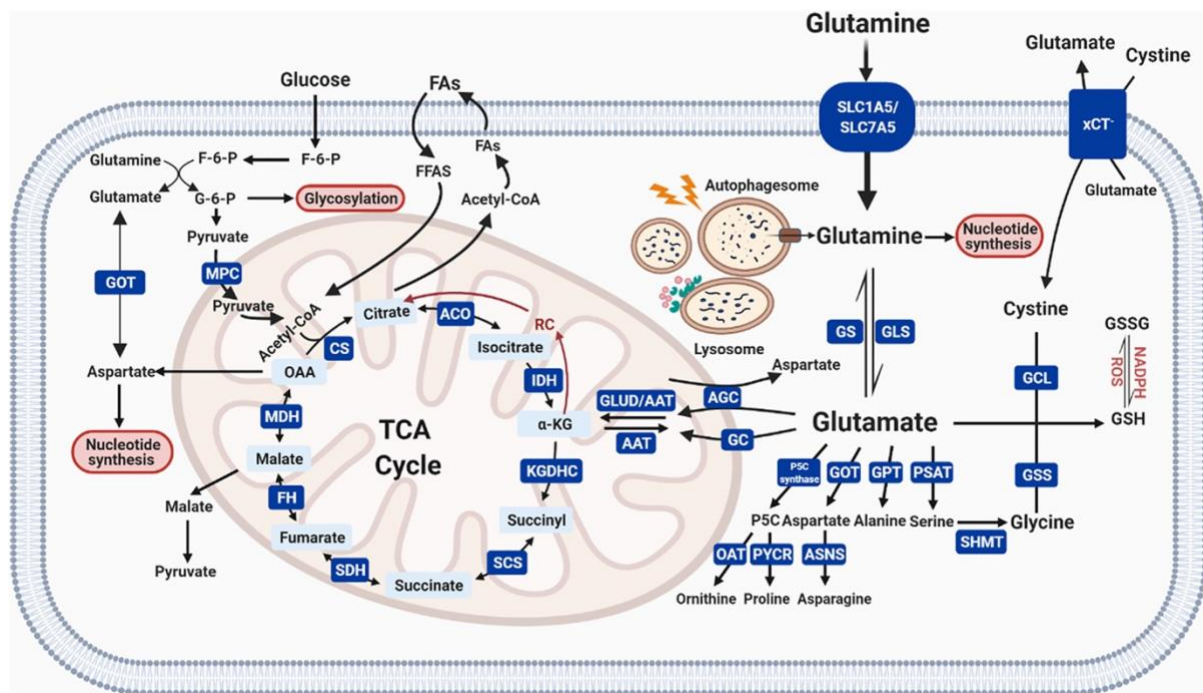 Glutamine
Glutamate
Cystine
SLC1A5/
SLC7A5
xCT-
Glutamate
Glucose
FAs
F-6-P
F-6-P
Glutamine
Glutamate
G-6-P
Glycosylation
FFAS
FAs
Acetyl-CoA
Pyruvate
MPC
Pyruvate
Acetyl-CoA
GOT
Aspartate
Nucleotide
synthesis
Autophagesome
Lysosome
Glutamine
Nucleotide
synthesis
GS
GLS
Cystine
GCL
GSSG
NADPH
ROS
GSH
GSS
Glycine
Citrate
ACO
RC
Isocitrate
CS
OAA
IDH
MDH
TCA
Cycle
α-KG
GLUD/AAT
AAT
AGC
GC
Aspartate
Glutamate
Malate
KGDHC
Malate
FH
Succinyl
Fumarate
SCS
SDH
Succinate
Pyruvate
P5C
synthase
GOT
GPT
PSAT
P5C
Aspartate
Alanine
Serine
SHMT
OAT
PYCR
ASNS
Ornithine
Proline
Asparagine